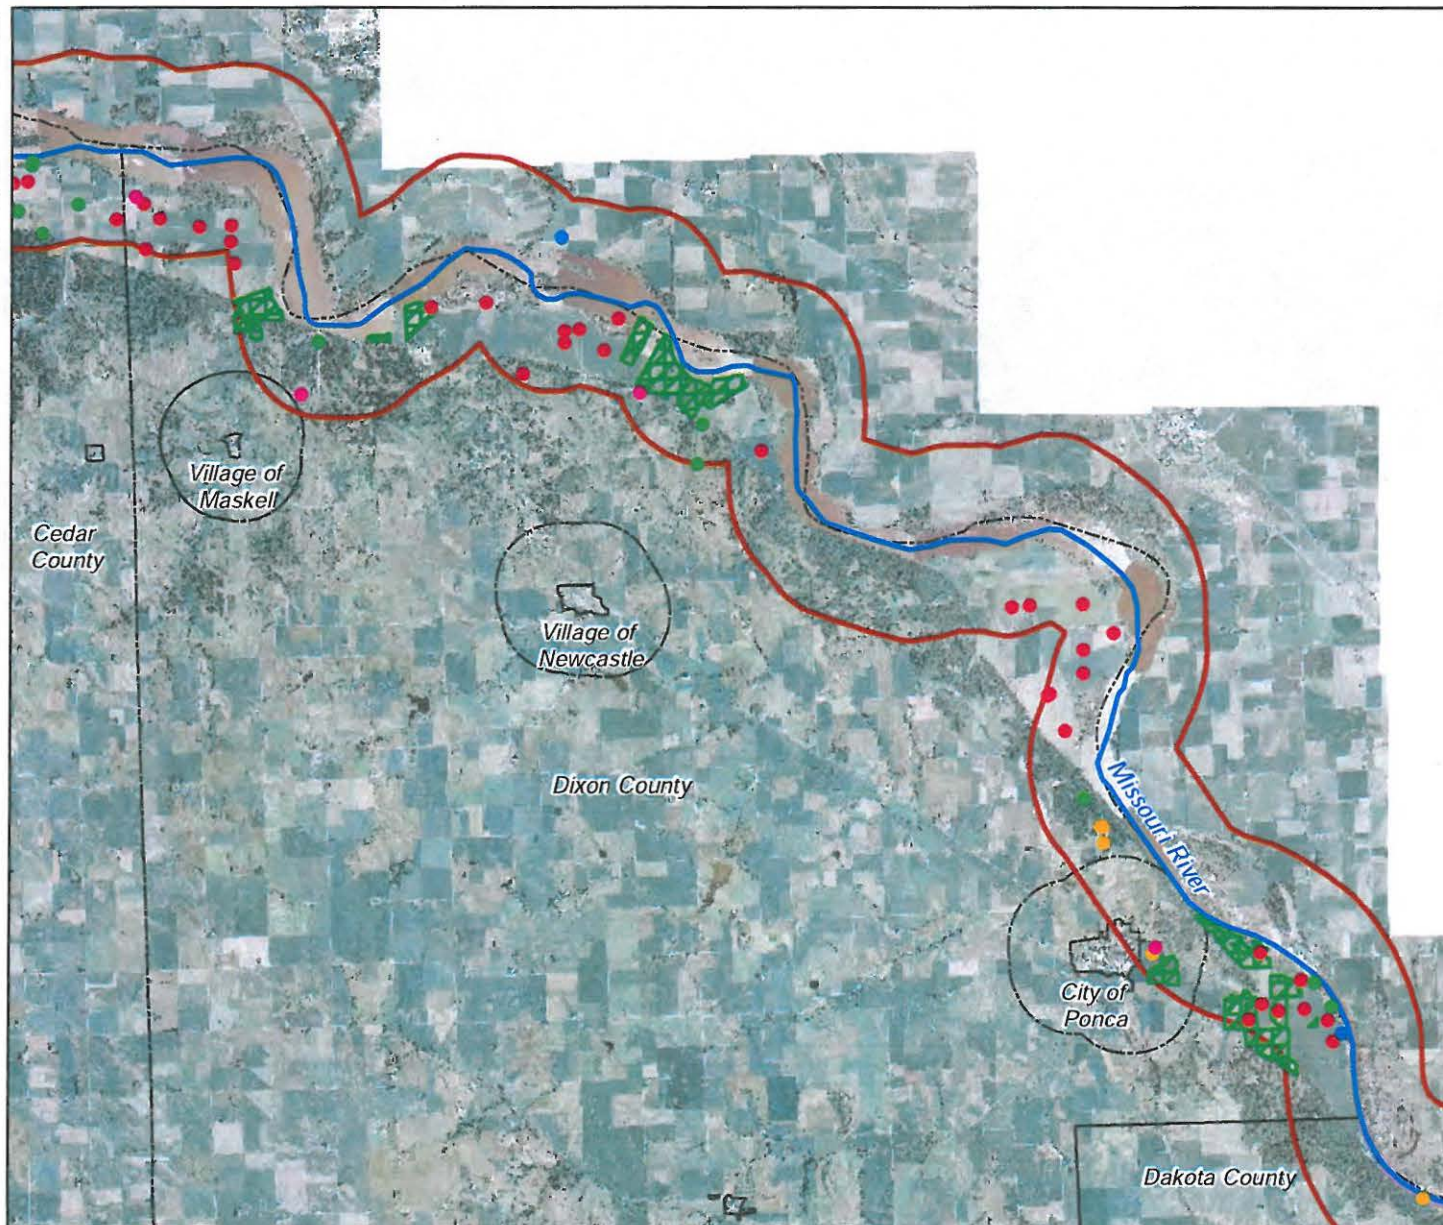 Village of
Maskell
Cedar
County
Village of
Newcastle
Dixon County
Missouri River
City of
Ponca
Dakota County